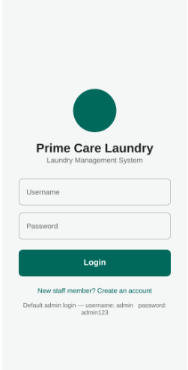 Prime Care Laundry
Laundry Management System
Username
Password
Login
New staff member? Create an account
Default admin login — username: admin password:
admin123